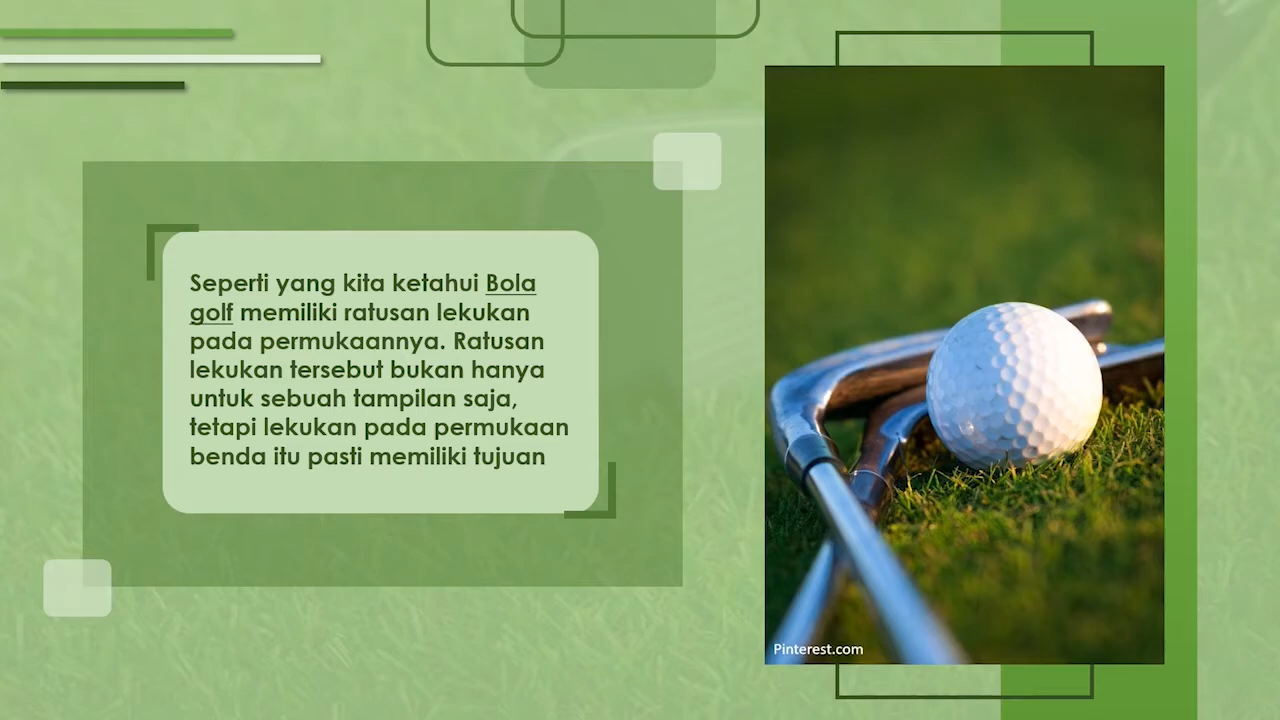 Seperti yang kita ketahui Bola
golf memiliki ratusan lekukan
pada permukaannya. Ratusan
lekukan tersebut bukan hanya
untuk sebuah tampilan saja,
tetapi lekukan pada permukaan
benda itu pasti memiliki tujuan
Pinterest.com